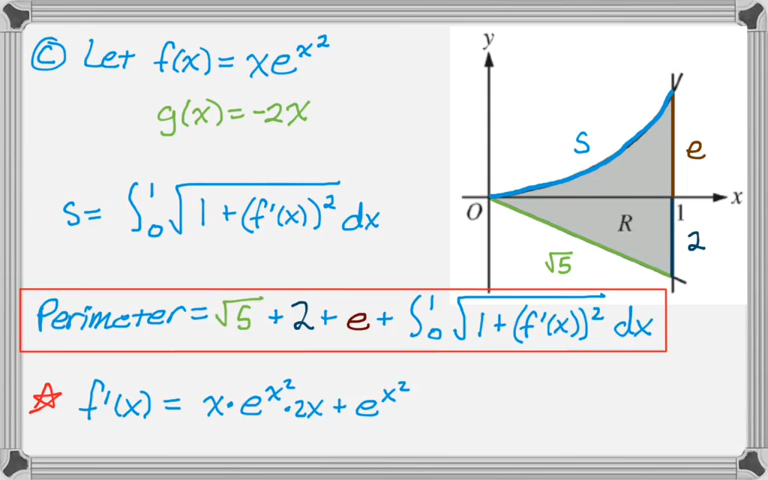 © Let f(x) = xe^x²
g(x) = -2x
S = ∫₀¹ √(1 + (f'(x))²) dx
Perimeter = √5 + 2 + e + ∫₀¹ √(1 + (f'(x))²) dx
☆ f'(x) = x · e^x² · 2x + e^x²
y
S
e
O
R
1
x
2
√5